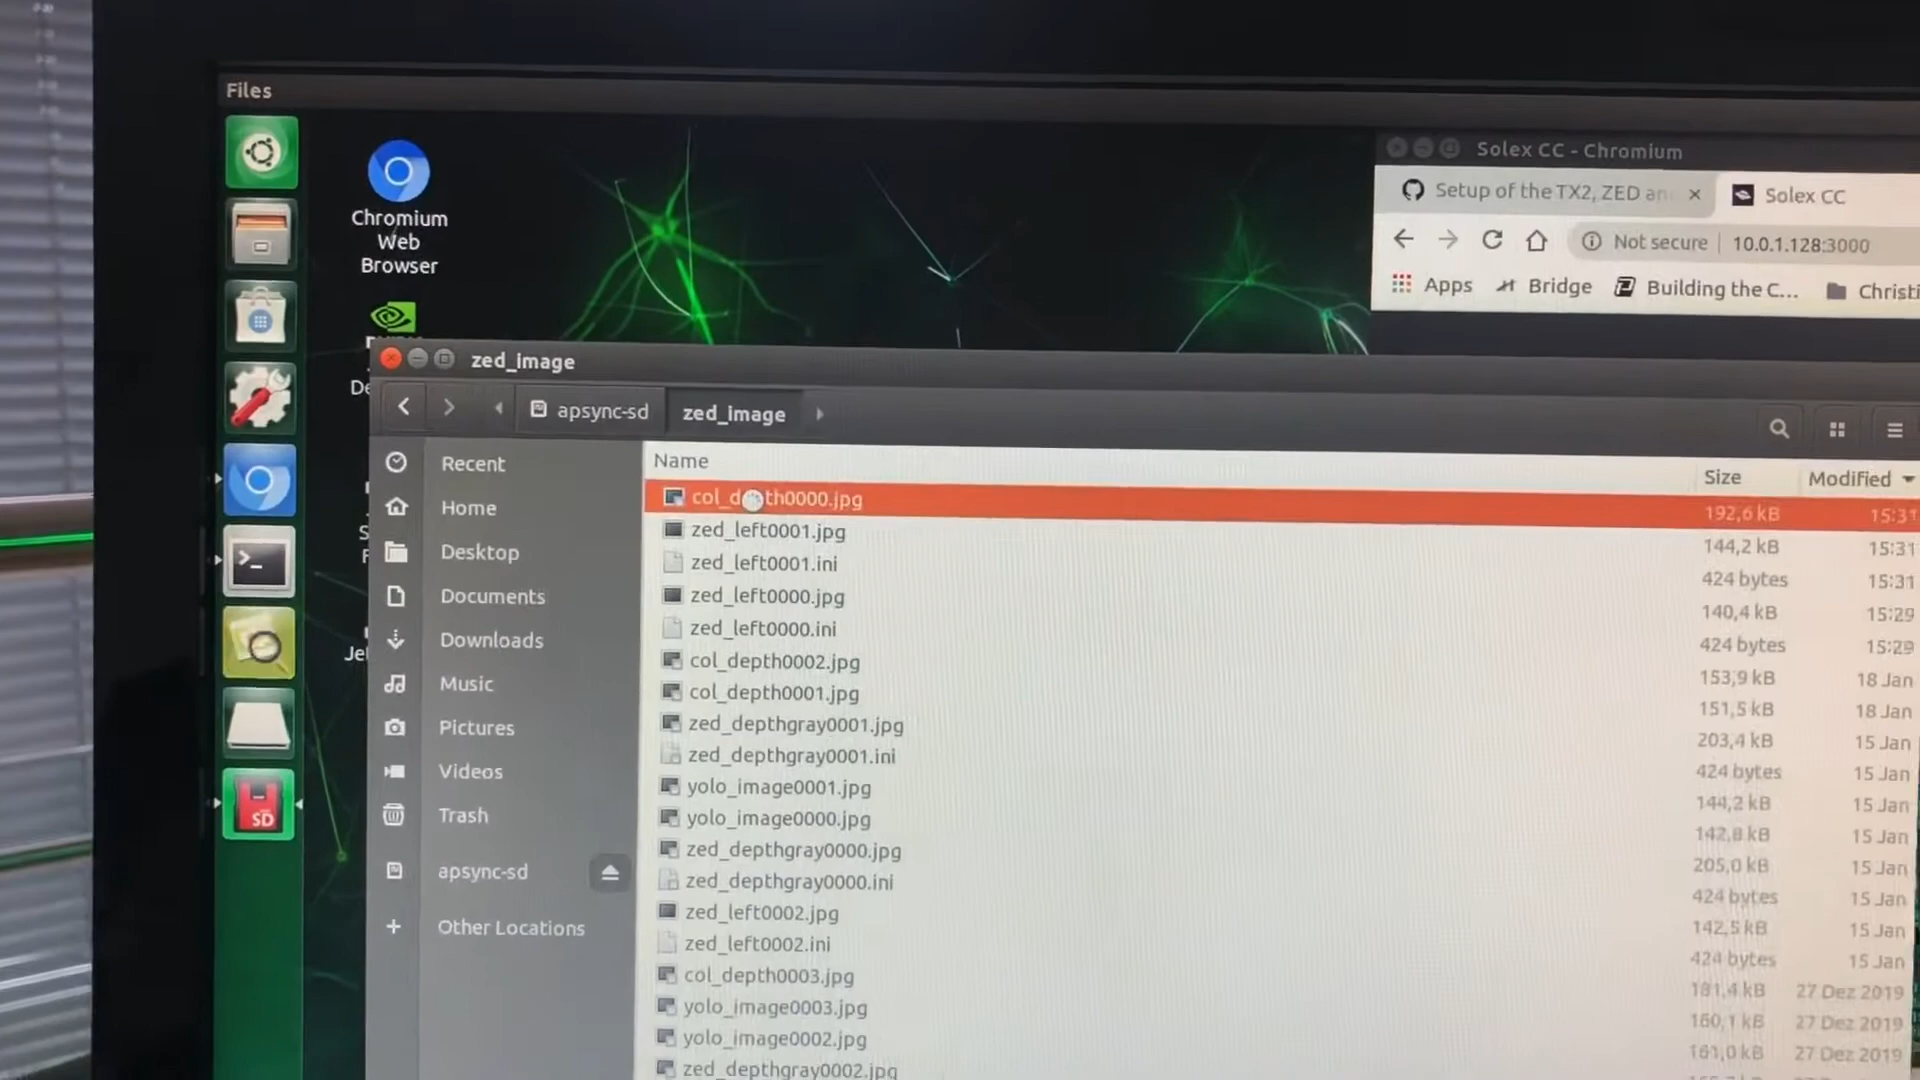 Files
Chromium
Web
Browser
De
S
F
Jet
SD
Solex CC - Chromium
Setup of the TX2, ZED an
Solex CC
Not secure
10.0.1.128:3000
Apps
Bridge
Building the C...
Christi
zed_image
apsync-sd
zed_image
Recent
Home
Desktop
Documents
Downloads
Music
Pictures
Videos
Trash
apsync-sd
Other Locations
Name Size Modified
col_depth0000.jpg 192,6 kB 15:31
zed_left0001.jpg 144,2 kB 15:31
zed_left0001.ini 424 bytes 15:31
zed_left0000.jpg 140,4 kB 15:29
zed_left0000.ini 424 bytes 15:29
col_depth0002.jpg 153,9 kB 18 Jan
col_depth0001.jpg 151,5 kB 18 Jan
zed_depthgray0001.jpg 203,4 kB 15 Jan
zed_depthgray0001.ini 424 bytes 15 Jan
yolo_image0001.jpg 144,2 kB 15 Jan
yolo_image0000.jpg 142,8 kB 15 Jan
zed_depthgray0000.jpg 205,0 kB 15 Jan
zed_depthgray0000.ini 424 bytes 15 Jan
zed_left0002.jpg 142,5 kB 15 Jan
zed_left0002.ini 424 bytes 15 Jan
col_depth0003.jpg 181,4 kB 27 Dez 2019
yolo_image0003.jpg 160,1 kB 27 Dez 2019
yolo_image0002.jpg 161,0 kB 27 Dez 2019
zed_depthgray0002.jpg